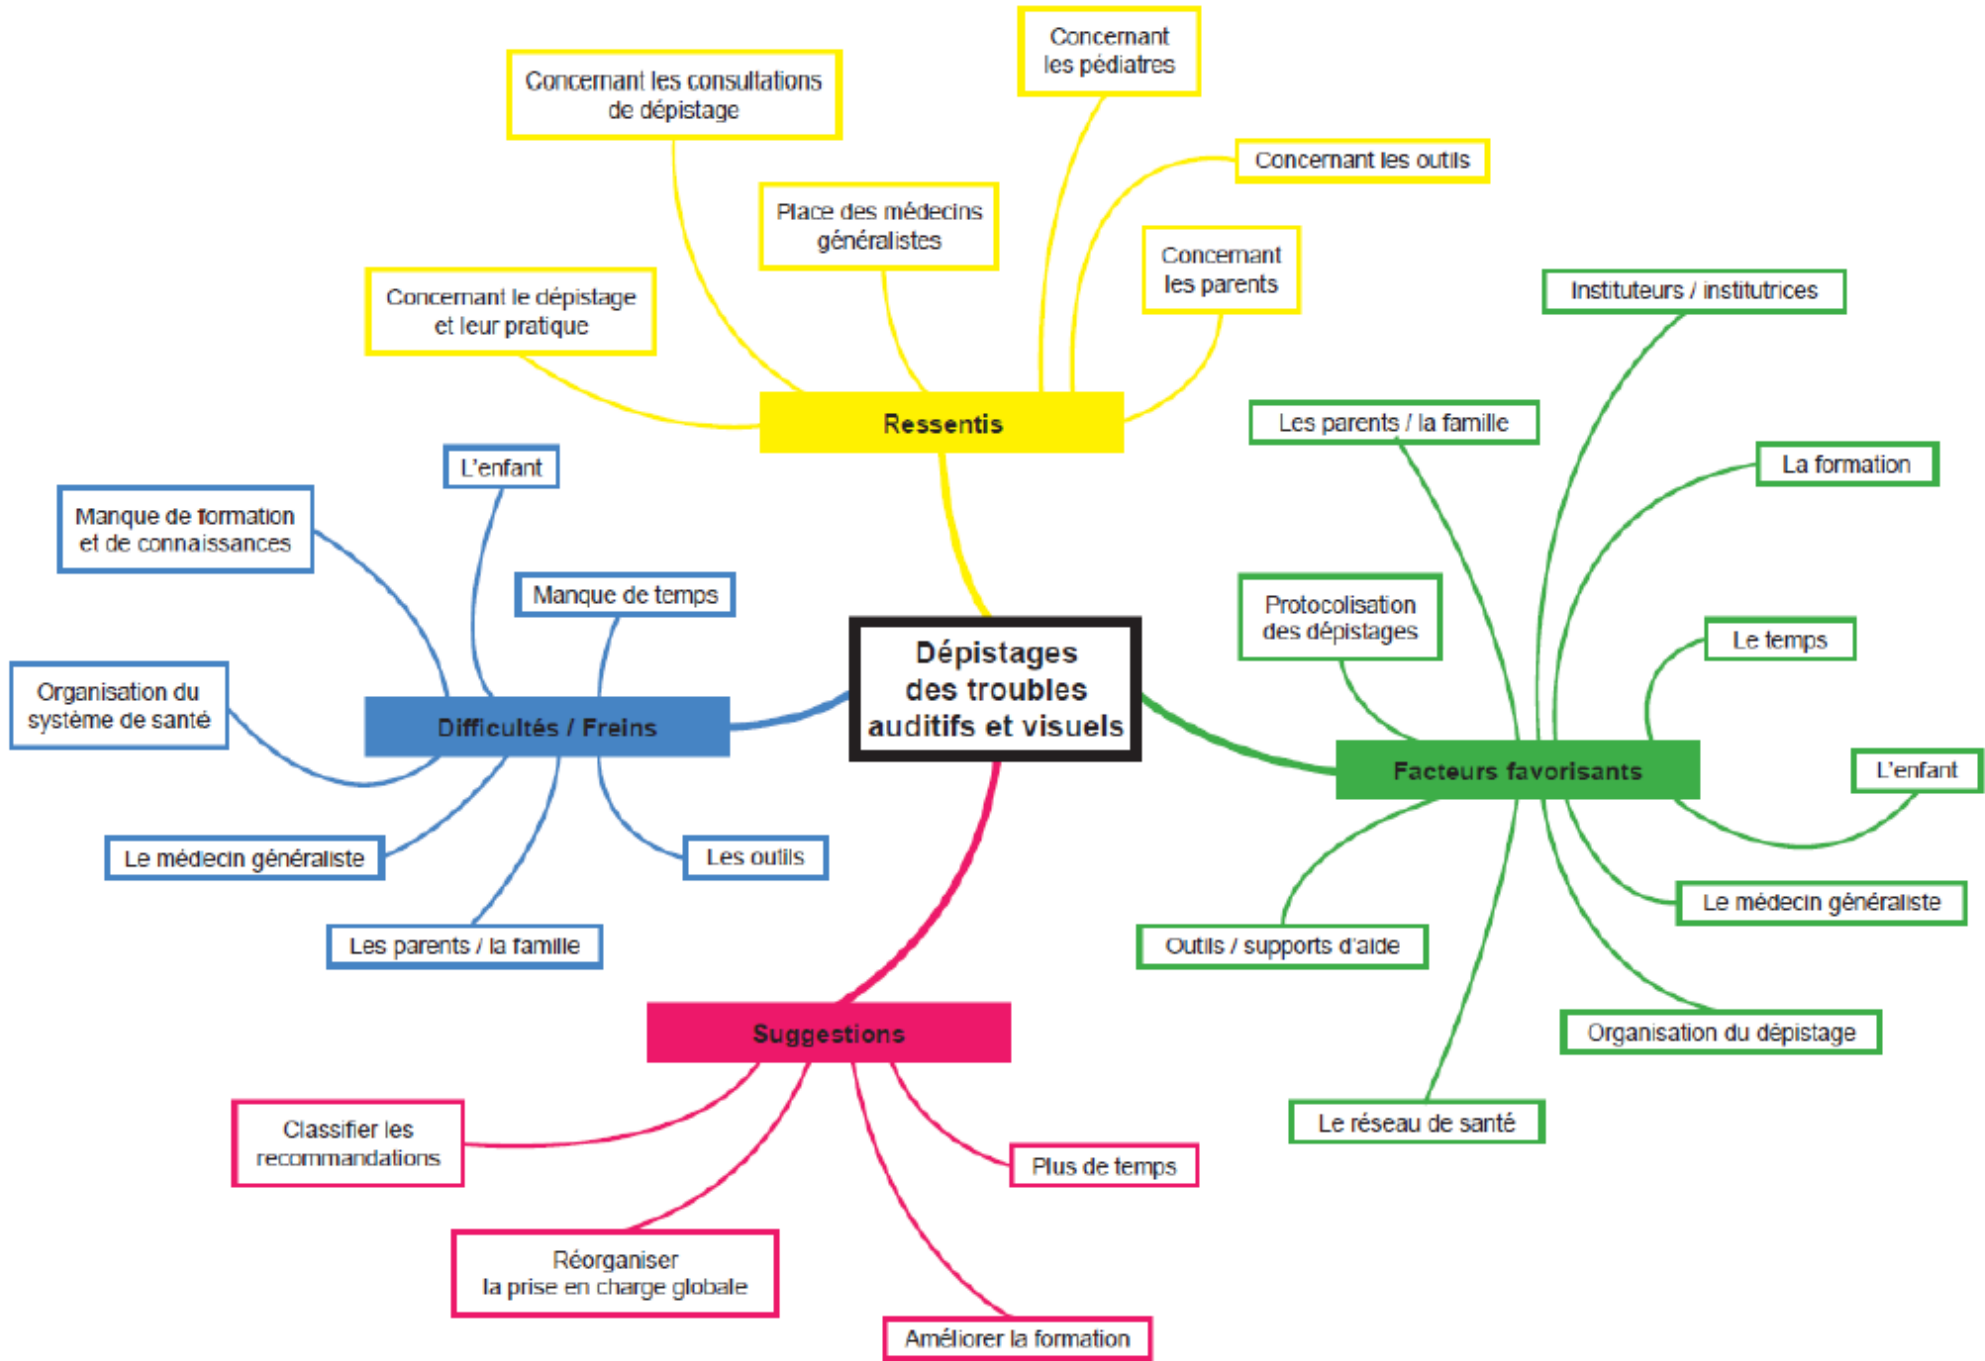 Concernant
les pédiatres
Concernant les consultations
de dépistage
Concernant les outils
Place des médecins
généralistes
Concernant
les parents
Concernant le dépistage
et leur pratique
Ressentis
Instituteurs / institutrices
Les parents / la famille
La formation
Protocolisation
des dépistages
Le temps
Facteurs favorisants
L'enfant
Le médecin généraliste
Outils / supports d'aide
Organisation du dépistage
Le réseau de santé
L'enfant
Manque de formation
et de connaissances
Manque de temps
Organisation du
système de santé
Difficultés / Freins
Le médecin généraliste
Les outils
Les parents / la famille
Dépistages
des troubles
auditifs et visuels
Suggestions
Classifier les
recommandations
Plus de temps
Réorganiser
la prise en charge globale
Améliorer la formation